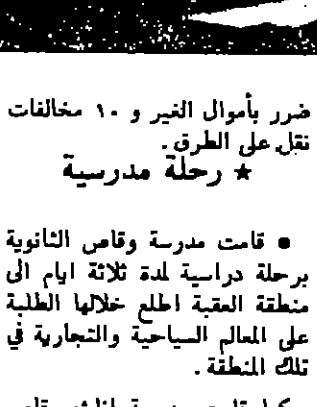 ضرر بأموال الغير و ١٠ مخالفات
نقل على الطرق.
★ رحلة مدرسية
● قامت مدرسة وقاص الثانوية
برحلة دراسية لمدة ثلاثة ايام الى
منطقة العقبة اطلع خلالها الطلبة
على المعالم السياحية والتجارية في
تلك المنطقة.